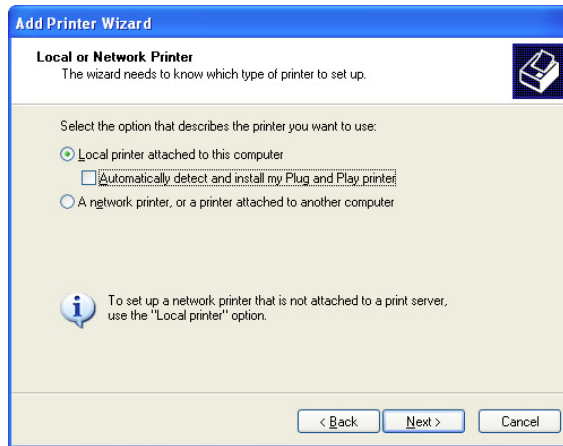 Add Printer Wizard
Local or Network Printer
The wizard needs to know which type of printer to set up.
Select the option that describes the printer you want to use:
Local printer attached to this computer
Automatically detect and install my Plug and Play printer
A network printer, or a printer attached to another computer
To set up a network printer that is not attached to a print server,
use the "Local printer" option.
< Back Next > Cancel